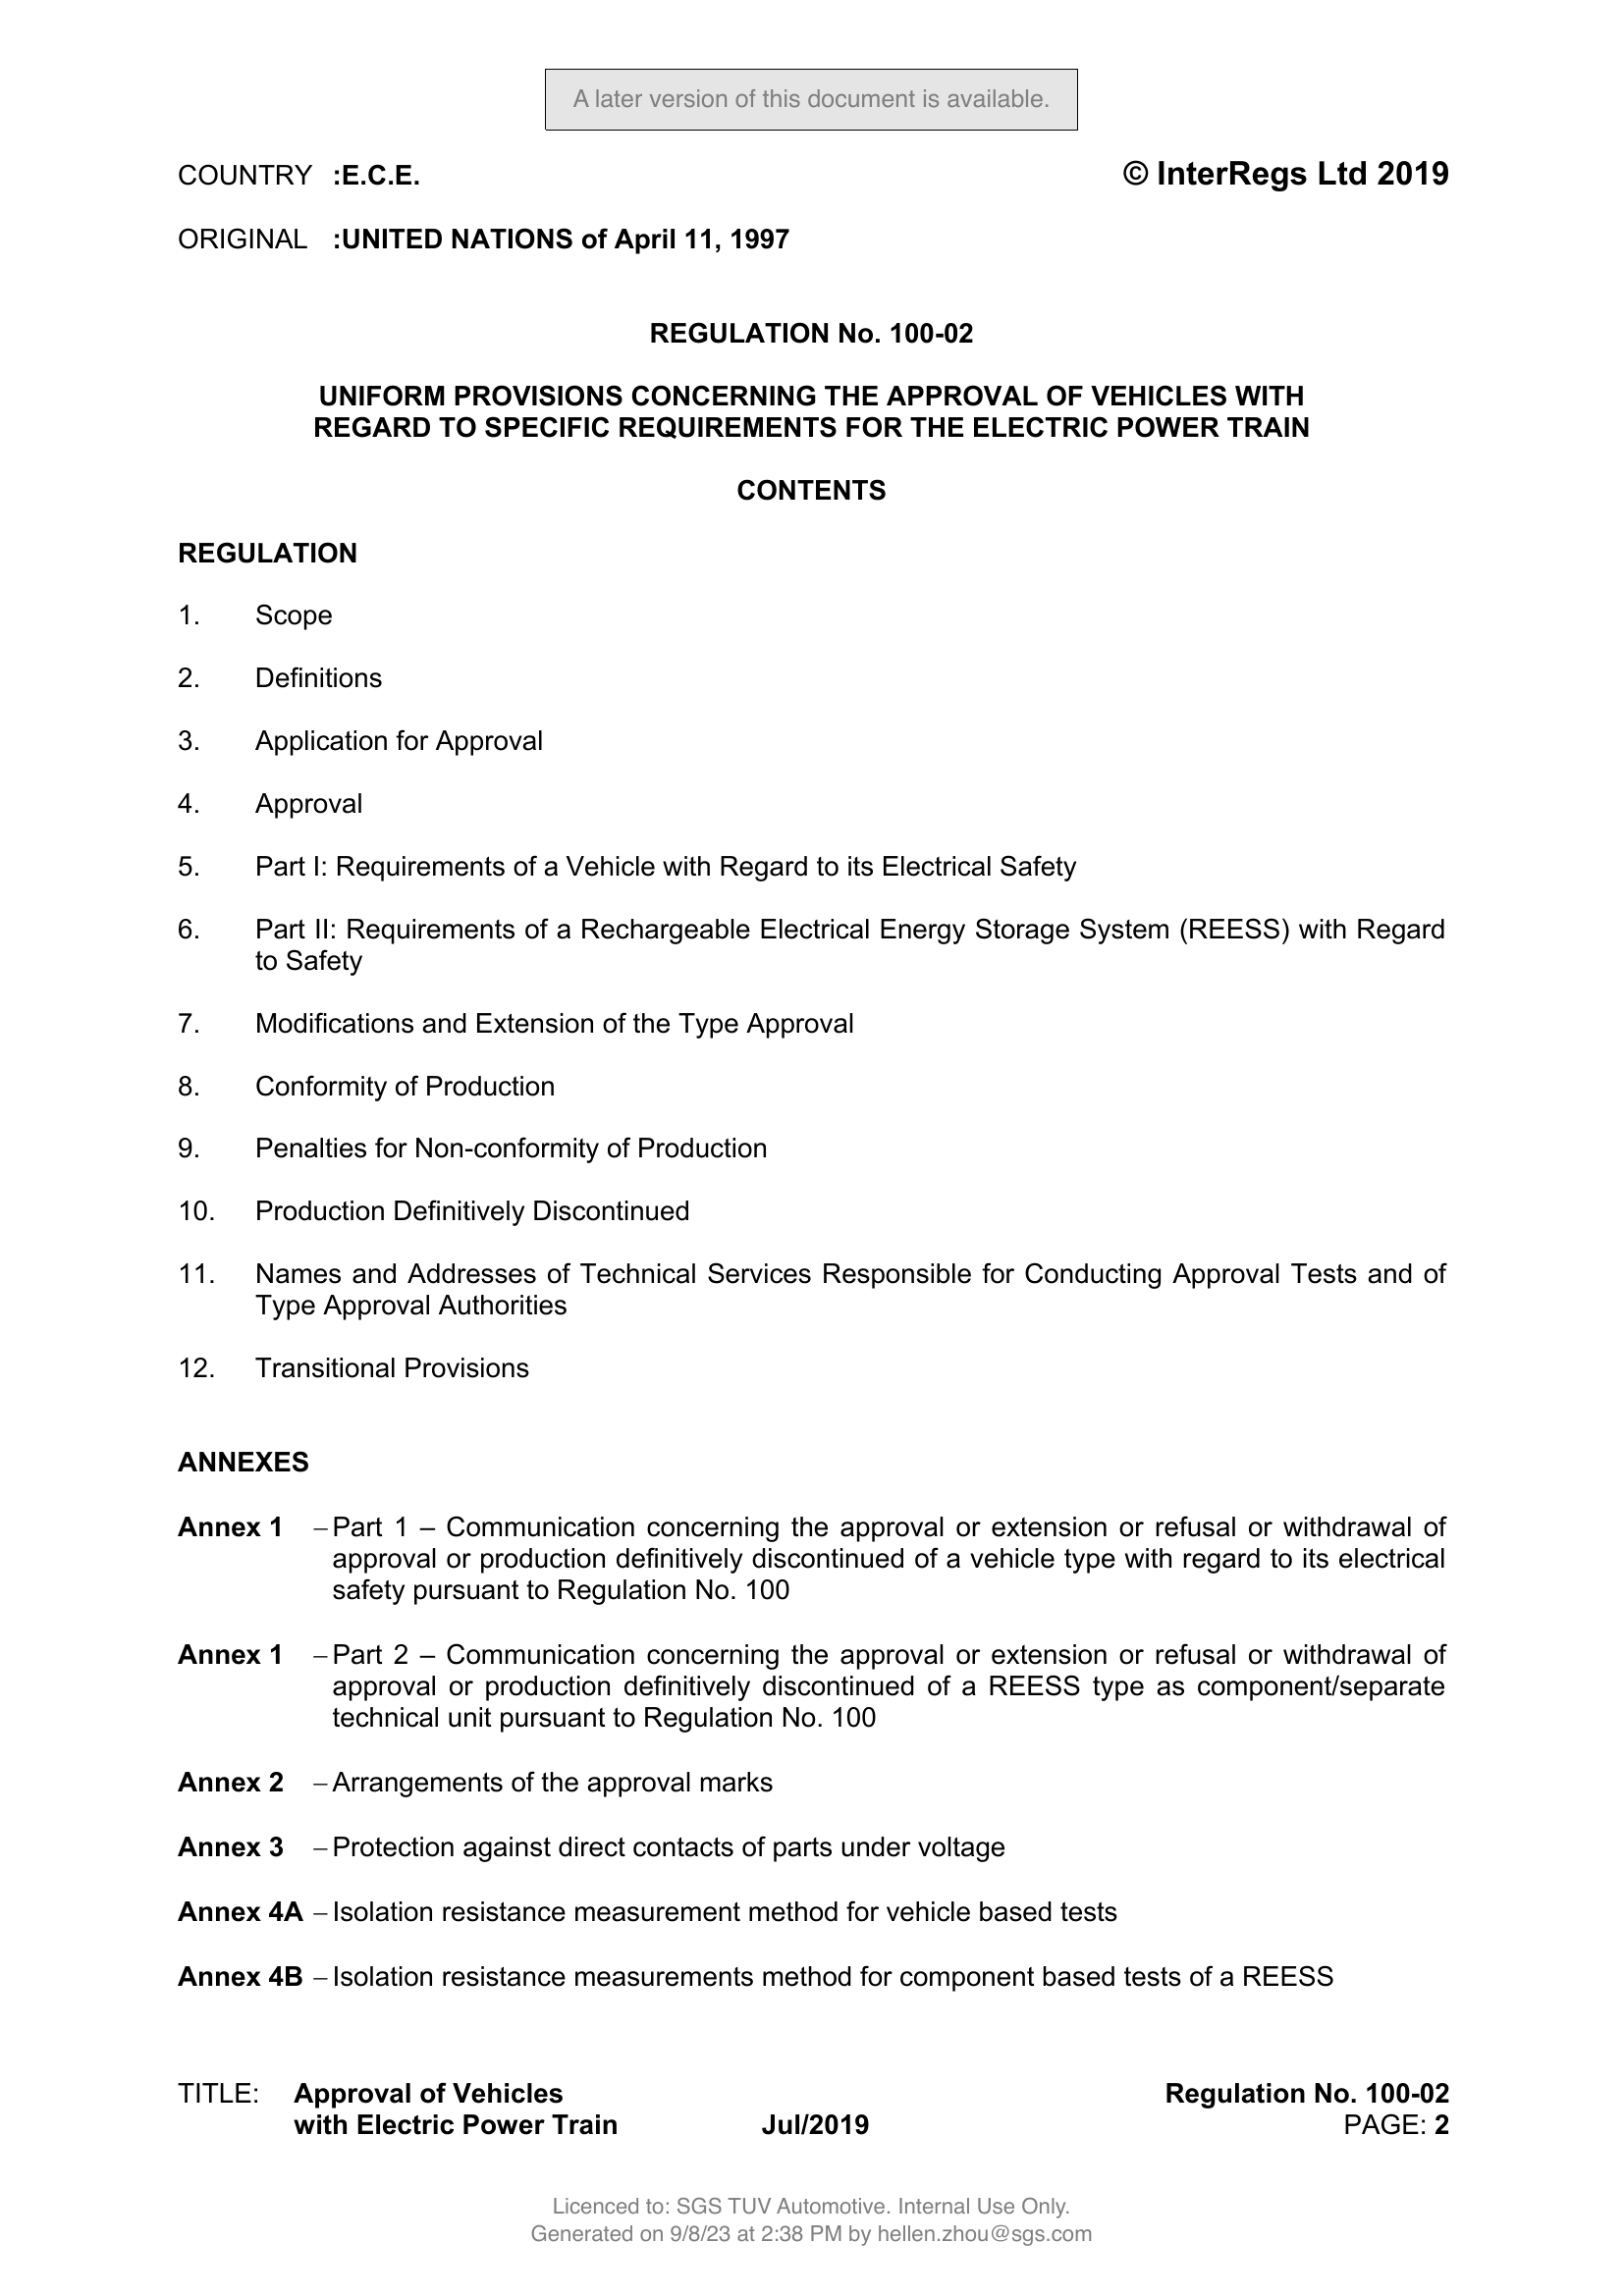 A later version of this document is available.
COUNTRY :E.C.E. © InterRegs Ltd 2019
ORIGINAL :UNITED NATIONS of April 11, 1997
REGULATION No. 100-02
UNIFORM PROVISIONS CONCERNING THE APPROVAL OF VEHICLES WITH
REGARD TO SPECIFIC REQUIREMENTS FOR THE ELECTRIC POWER TRAIN
CONTENTS
REGULATION
1. Scope
2. Definitions
3. Application for Approval
4. Approval
5. Part I: Requirements of a Vehicle with Regard to its Electrical Safety
6. Part II: Requirements of a Rechargeable Electrical Energy Storage System (REESS) with Regard
to Safety
7. Modifications and Extension of the Type Approval
8. Conformity of Production
9. Penalties for Non-conformity of Production
10. Production Definitively Discontinued
11. Names and Addresses of Technical Services Responsible for Conducting Approval Tests and of
Type Approval Authorities
12. Transitional Provisions
ANNEXES
Annex 1 – Part 1 – Communication concerning the approval or extension or refusal or withdrawal of
approval or production definitively discontinued of a vehicle type with regard to its electrical
safety pursuant to Regulation No. 100
Annex 1 – Part 2 – Communication concerning the approval or extension or refusal or withdrawal of
approval or production definitively discontinued of a REESS type as component/separate
technical unit pursuant to Regulation No. 100
Annex 2 – Arrangements of the approval marks
Annex 3 – Protection against direct contacts of parts under voltage
Annex 4A – Isolation resistance measurement method for vehicle based tests
Annex 4B – Isolation resistance measurements method for component based tests of a REESS
TITLE: Approval of Vehicles Regulation No. 100-02
with Electric Power Train Jul/2019 PAGE: 2
Licenced to: SGS TUV Automotive. Internal Use Only.
Generated on 9/8/23 at 2:38 PM by hellen.zhou@sgs.com